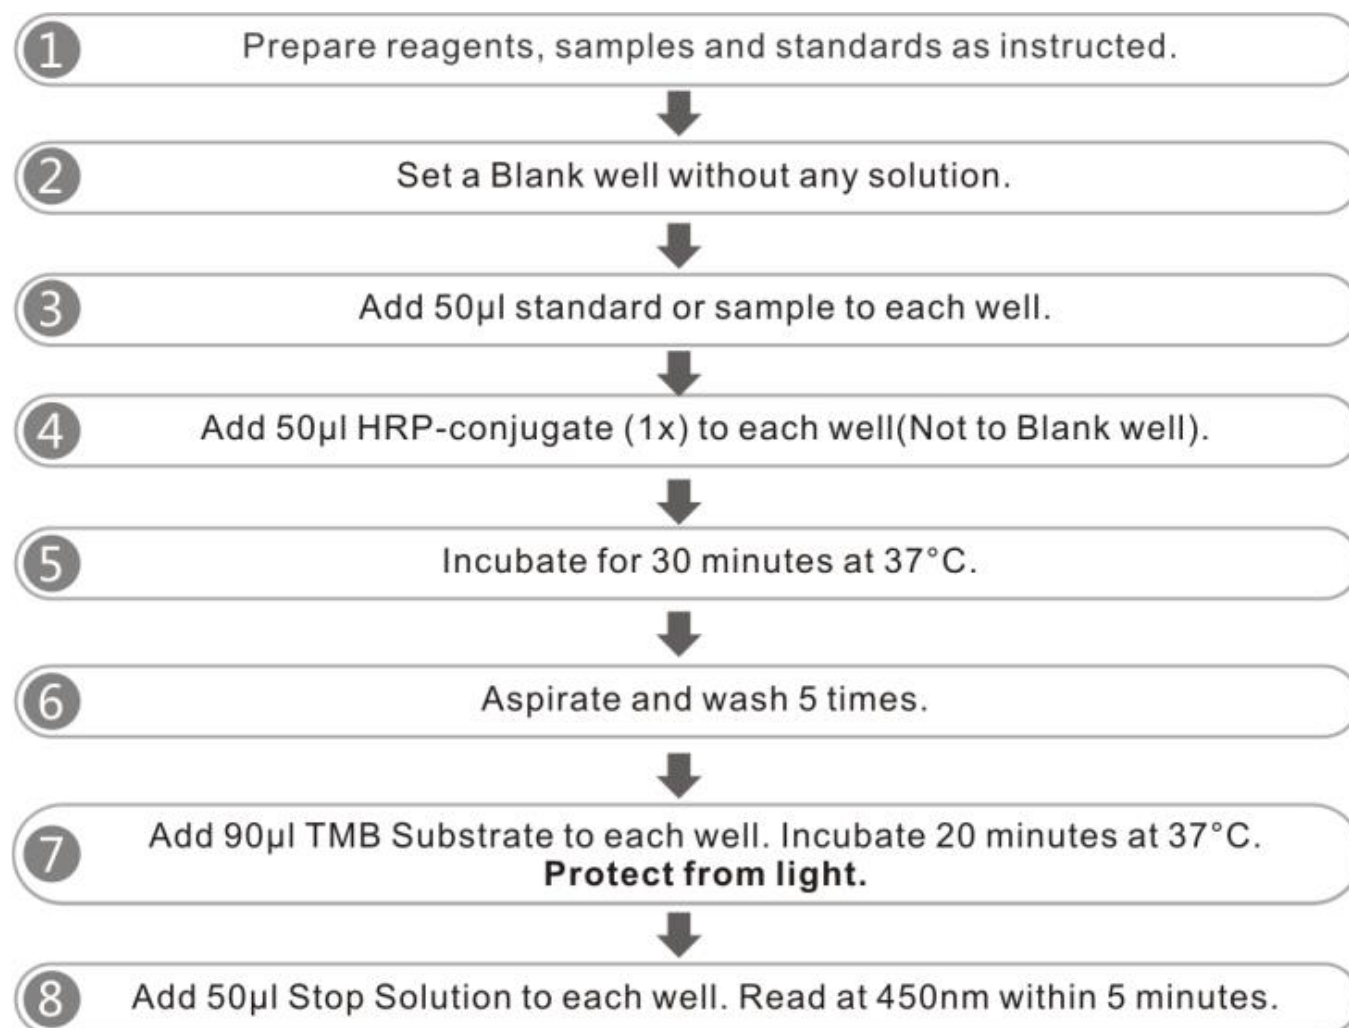 1 Prepare reagents, samples and standards as instructed.
2 Set a Blank well without any solution.
3 Add 50µl standard or sample to each well.
4 Add 50µl HRP-conjugate (1x) to each well(Not to Blank well).
5 Incubate for 30 minutes at 37°C.
6 Aspirate and wash 5 times.
7 Add 90µl TMB Substrate to each well. Incubate 20 minutes at 37°C.
Protect from light.
8 Add 50µl Stop Solution to each well. Read at 450nm within 5 minutes.